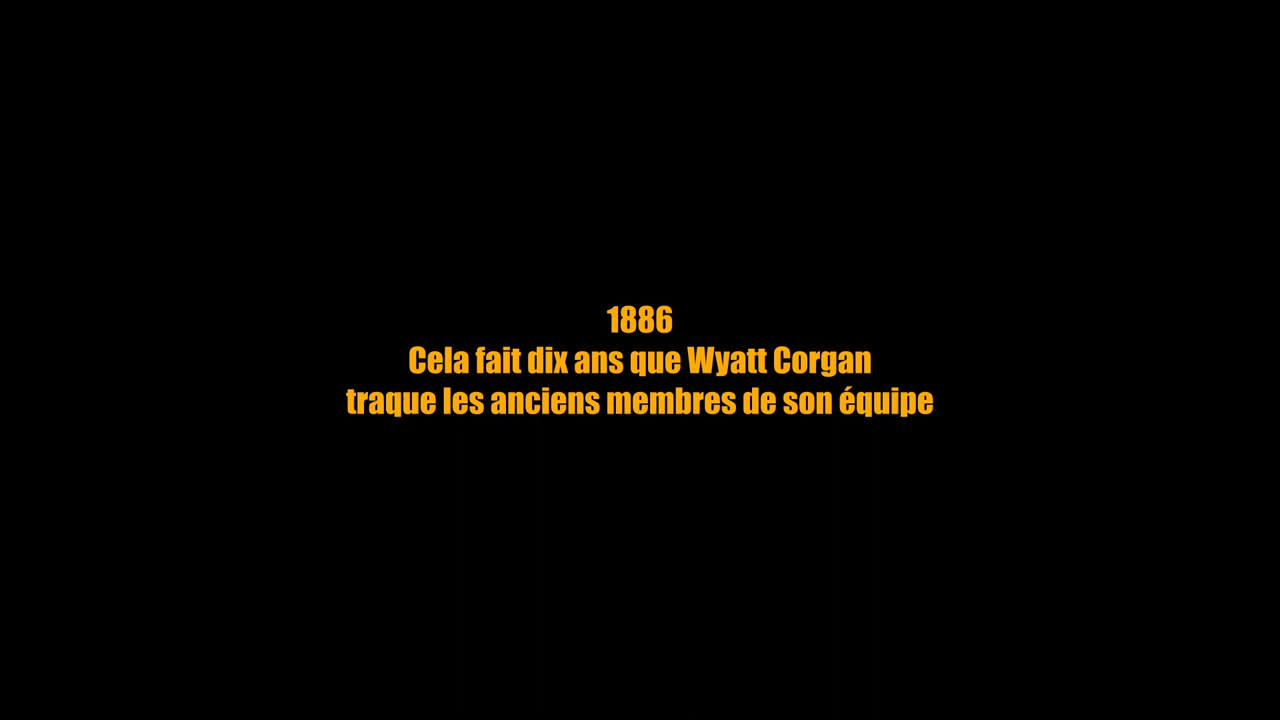 1886
Cela fait dix ans que Wyatt Corgan
traque les anciens membres de son équipe